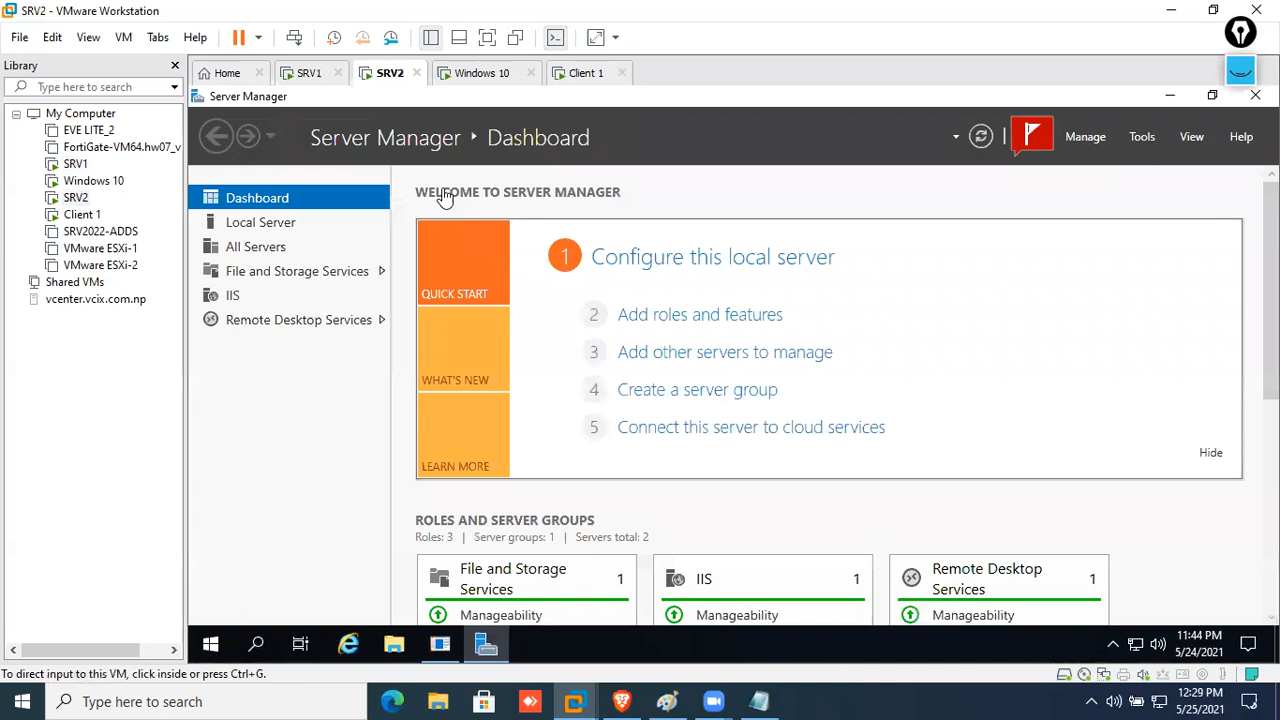 SRV2 - VMware Workstation
File Edit View VM Tabs Help
Library
Type here to search
My Computer
EVE LITE_2
FortiGate-VM64.hw07_v
SRV1
Windows 10
SRV2
Client 1
SRV2022-ADDS
VMware ESXi-1
VMware ESXi-2
Shared VMs
vcenter.vcix.com.np
Home SRV1 SRV2 Windows 10 Client 1
Server Manager
Server Manager Dashboard
Manage Tools View Help
Dashboard
Local Server
All Servers
File and Storage Services
IIS
Remote Desktop Services
WELCOME TO SERVER MANAGER
QUICK START
WHAT'S NEW
LEARN MORE
1 Configure this local server
2 Add roles and features
3 Add other servers to manage
4 Create a server group
5 Connect this server to cloud services
Hide
ROLES AND SERVER GROUPS
Roles: 3 | Server groups: 1 | Servers total: 2
File and Storage Services 1
Manageability
IIS 1
Manageability
Remote Desktop Services 1
Manageability
11:44 PM
5/24/2021
To direct input to this VM, click inside or press Ctrl+G.
Type here to search
12:29 PM
5/25/2021